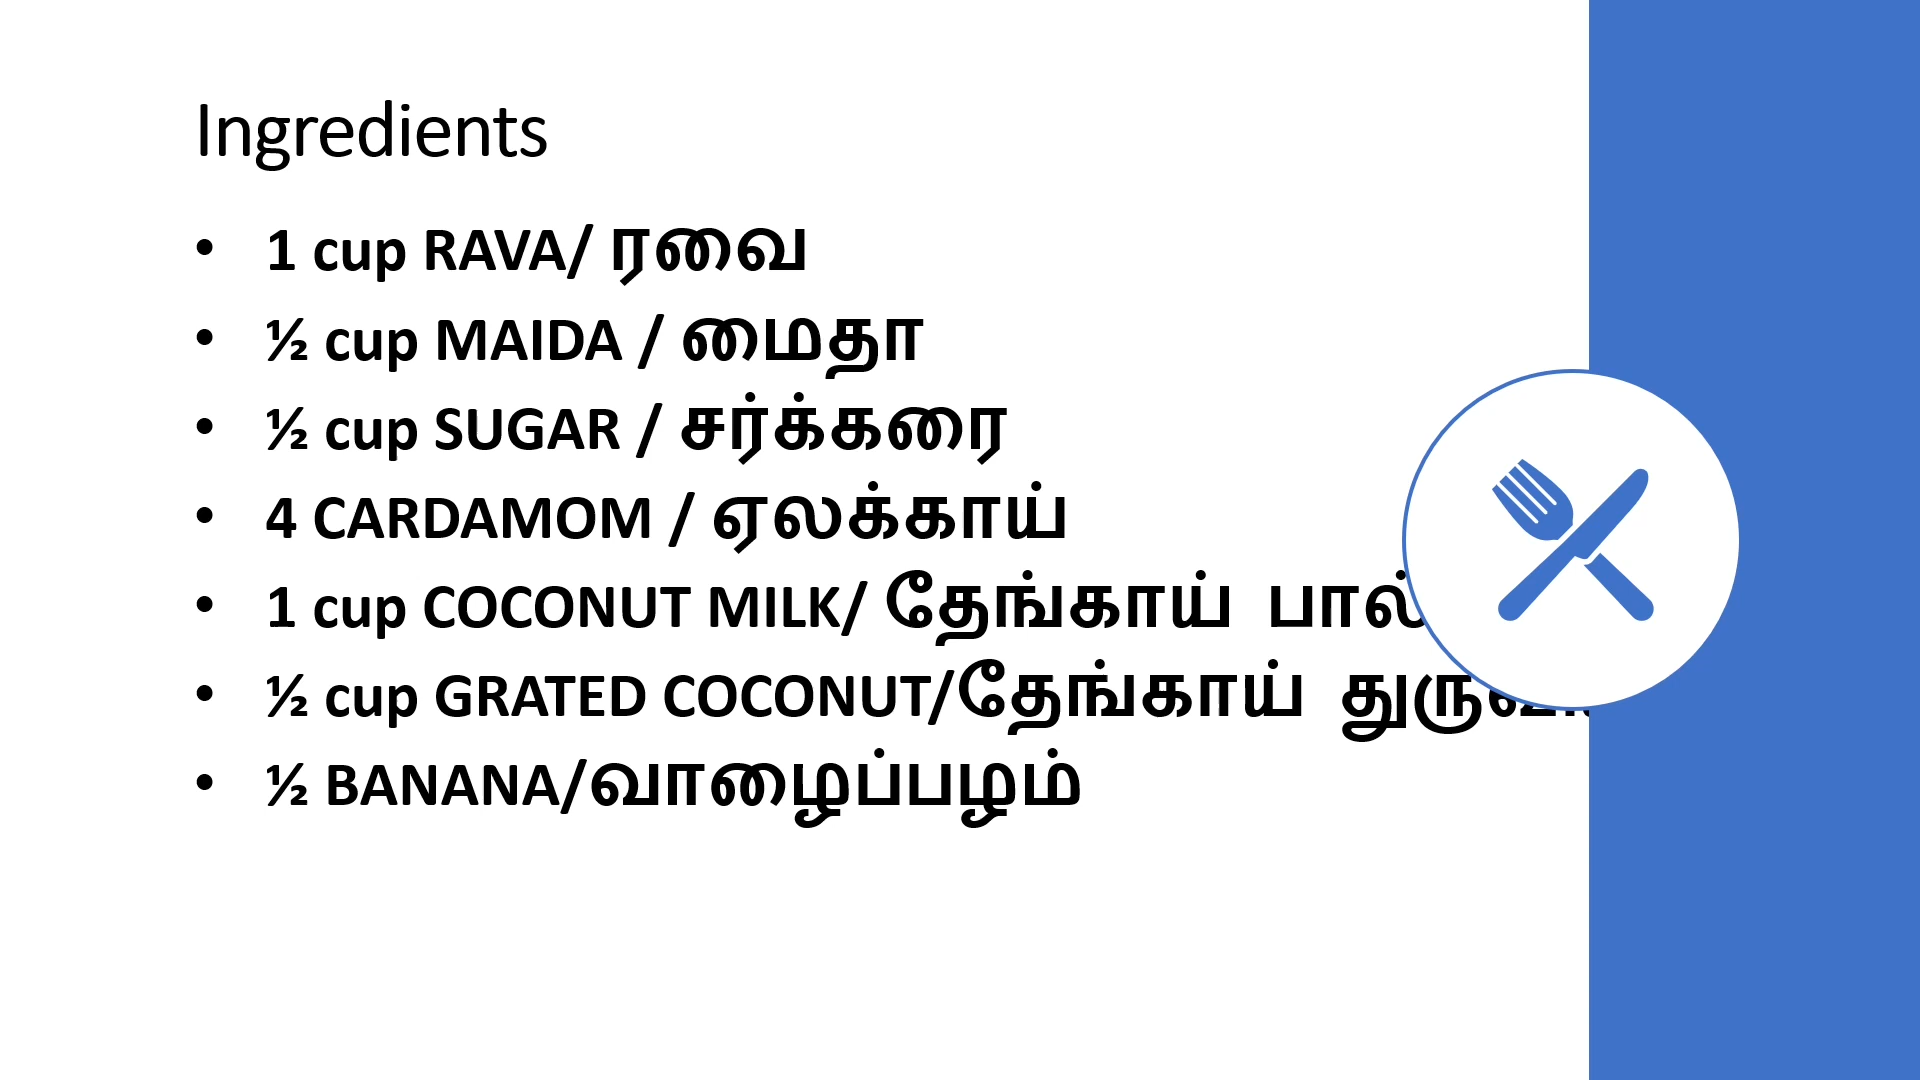 Ingredients
• 1 cup RAVA/ ரவை
• ½ cup MAIDA / மைதா
• ½ cup SUGAR / சர்க்கரை
• 4 CARDAMOM / ஏலக்காய்
• 1 cup COCONUT MILK/ தேங்காய் பால்
• ½ cup GRATED COCONUT/தேங்காய்
• ½ BANANA/வாழைப்பழம்